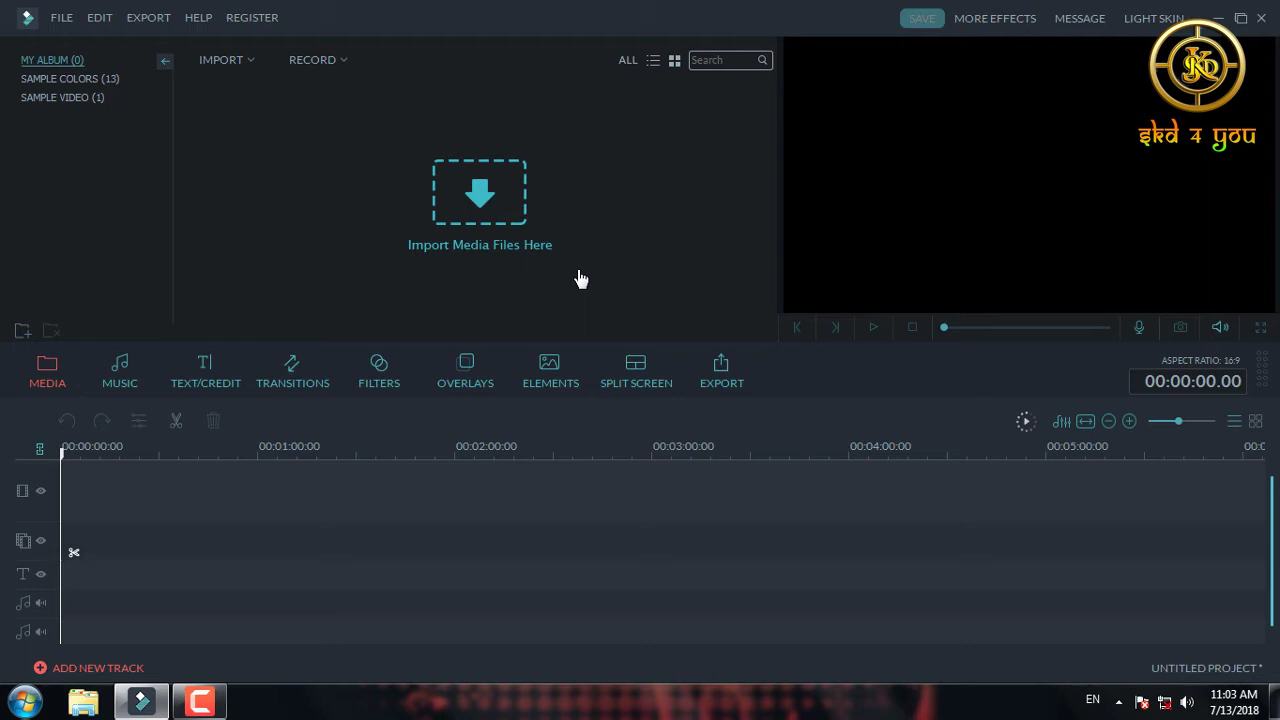 FILE EDIT EXPORT HELP REGISTER SAVE MORE EFFECTS MESSAGE LIGHT SKIN
MY ALBUM (0) IMPORT RECORD ALL Search
SAMPLE COLORS (13)
SAMPLE VIDEO (1)
SKD
skd 4 you
Import Media Files Here
MEDIA MUSIC TEXT/CREDIT TRANSITIONS FILTERS OVERLAYS ELEMENTS SPLIT SCREEN EXPORT
ASPECT RATIO: 16:9
00:00:00.00
00:00:00:00 00:01:00:00 00:02:00:00 00:03:00:00 00:04:00:00 00:05:00:00 00:0
ADD NEW TRACK UNTITLED PROJECT *
EN 11:03 AM
7/13/2018